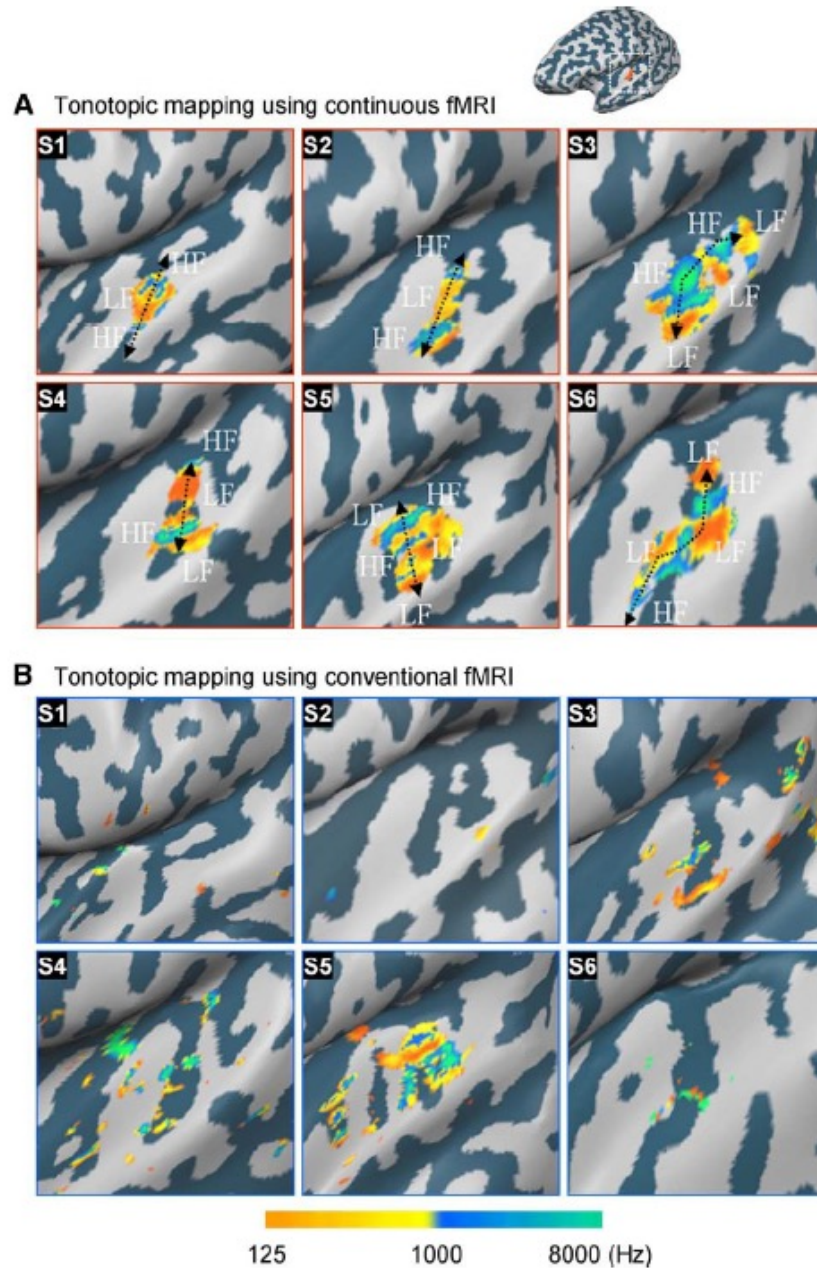 A Tonotopic mapping using continuous fMRI
S1
HF
LF
HF
S2
HF
LF
HF
S3
HF LF
HF
LF
LF
S4
HF
LF
HF
LF
S5
LF HF
HF LF
LF
S6
LF
HF
LF LF
HF
B Tonotopic mapping using conventional fMRI
S1
S2
S3
S4
S5
S6
125 1000 8000 (Hz)